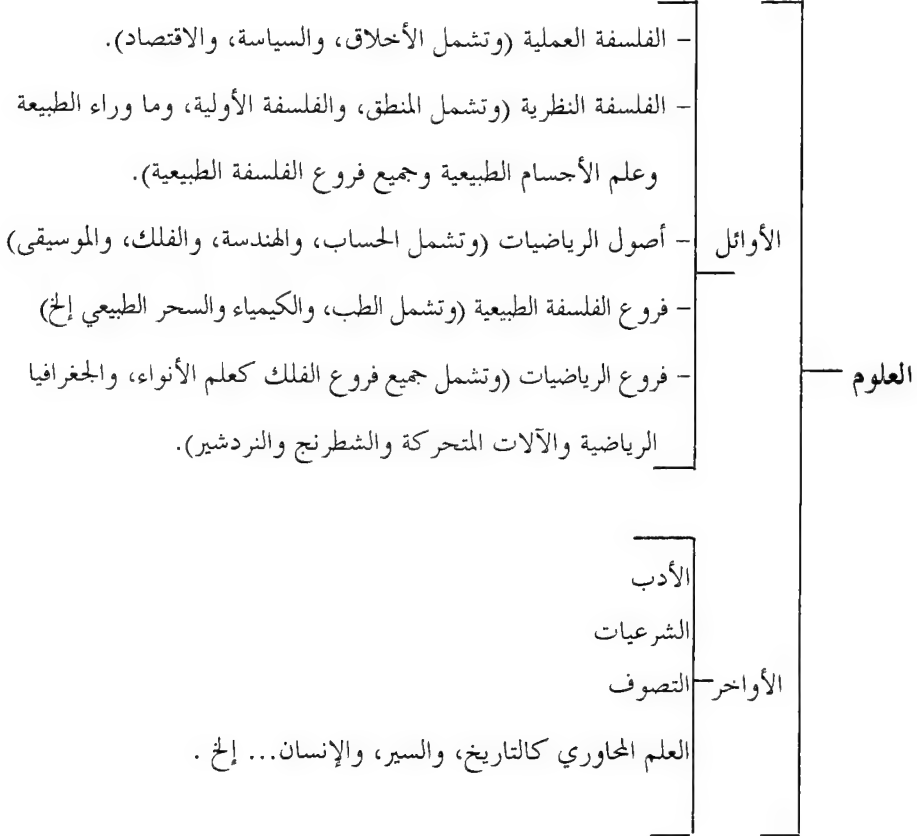 – الفلسفة العملية (وتشمل الأخلاق، والسياسة، والاقتصاد).
– الفلسفة النظرية (وتشمل المنطق، والفلسفة الأولية، وما وراء الطبيعة
وعلم الأجسام الطبيعية وجميع فروع الفلسفة الطبيعية).
الأوائل
– أصول الرياضيات (وتشمل الحساب، والهندسة، والفلك، والموسيقى)
– فروع الفلسفة الطبيعية (وتشمل الطب، والكيمياء والسحر الطبيعي إلخ)
العلوم
– فروع الرياضيات (وتشمل جميع فروع الفلك كعلم الأنواء، والجغرافيا
الرياضية والآلات المتحركة والشطرنج والنردشير).
الأدب
الشرعيات
الأواخر
التصوف
العلم المحاوري كالتاريخ، والسير، والإنسان... إلخ .